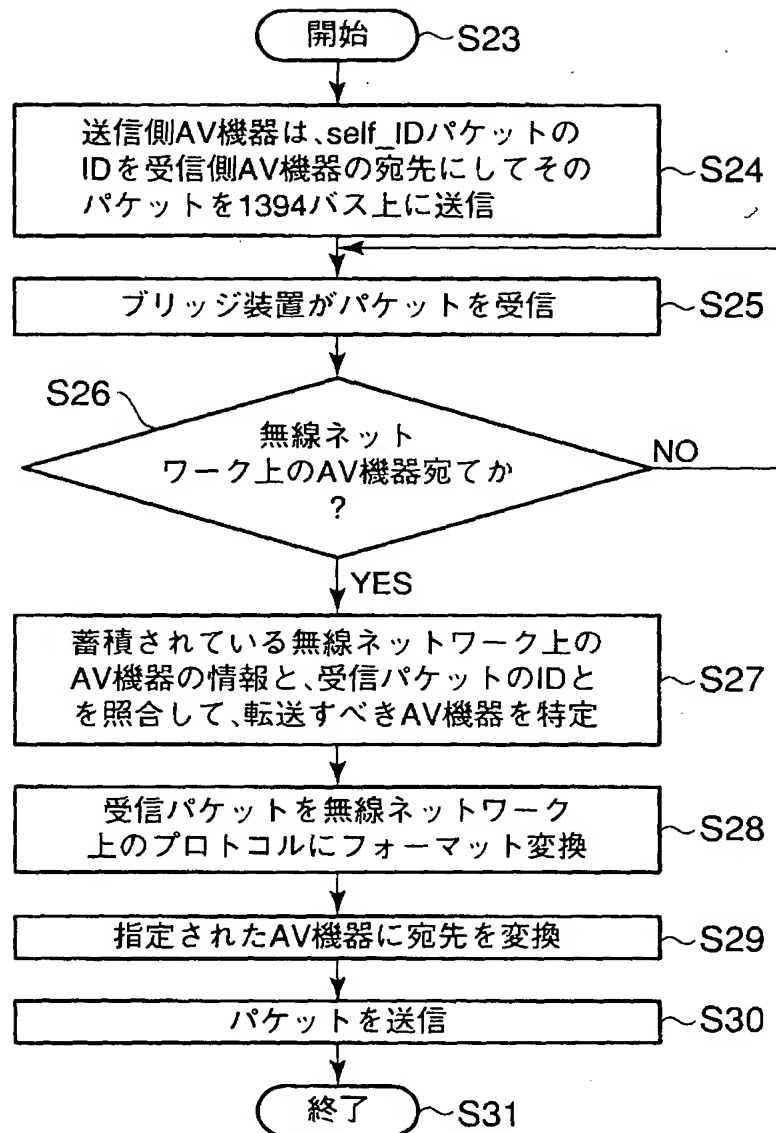 開始
S23
送信側AV機器は、self_IDパケットの
IDを受信側AV機器の宛先にしてその
パケットを1394バス上に送信
S24
ブリッジ装置がパケットを受信
S25
S26
無線ネット
ワーク上のAV機器宛てか
?
NO
YES
蓄積されている無線ネットワーク上の
AV機器の情報と、受信パケットのIDと
を照合して、転送すべきAV機器を特定
S27
受信パケットを無線ネットワーク
上のプロトコルにフォーマット変換
S28
指定されたAV機器に宛先を変換
S29
パケットを送信
S30
終了
S31